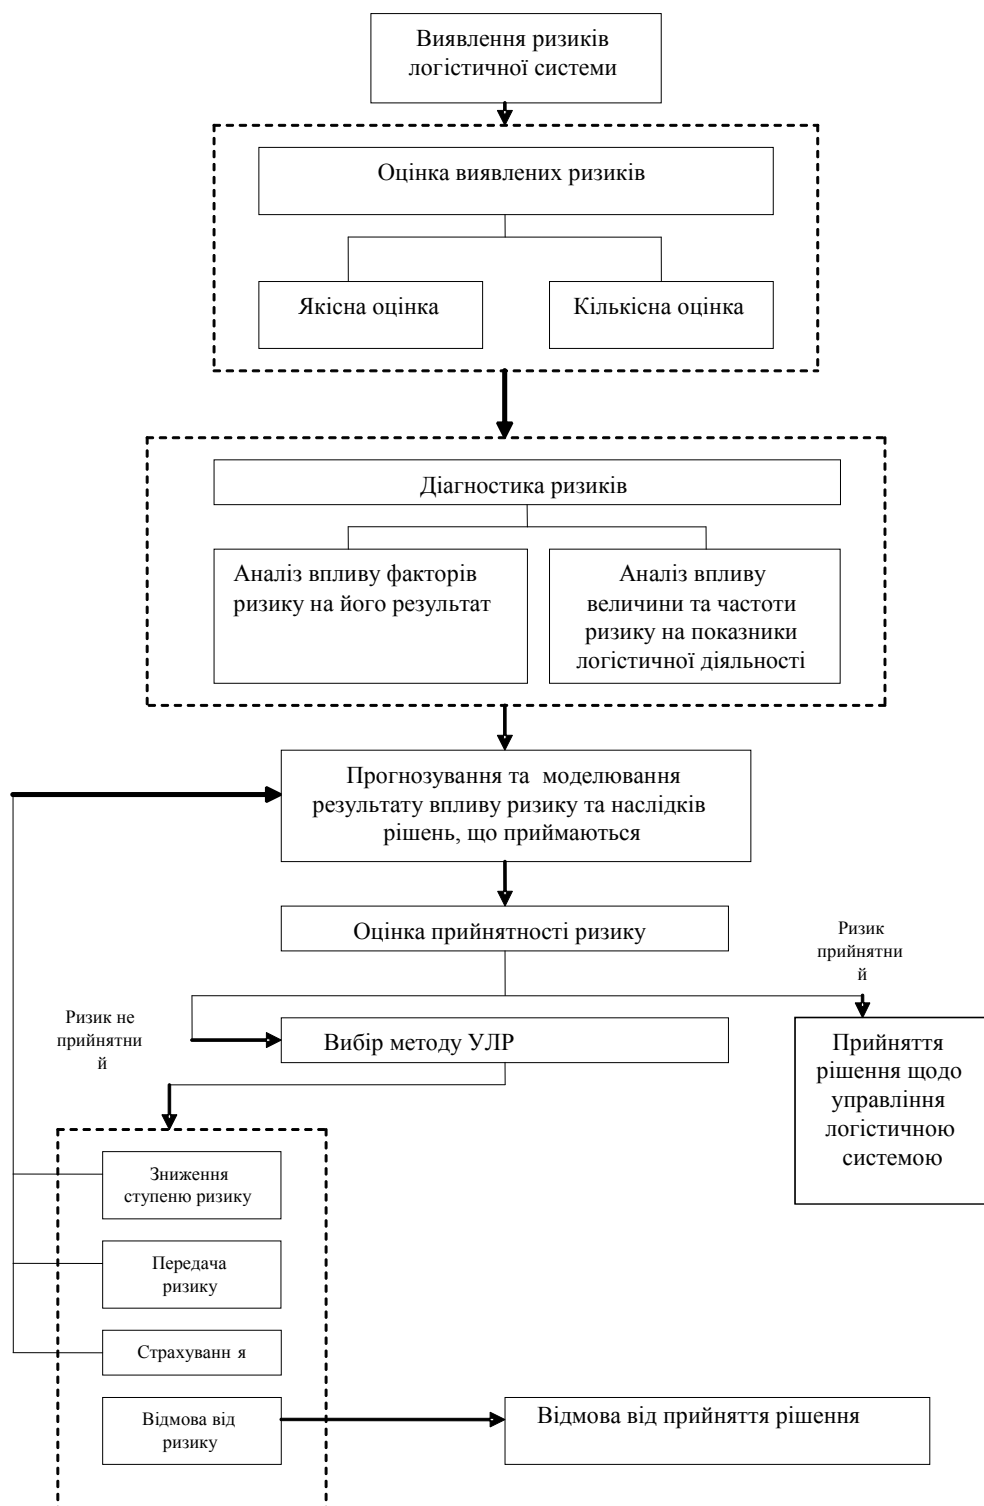 Виявлення ризиків
логістичної системи
Оцінка виявлених ризиків
Якісна оцінка
Кількісна оцінка
Діагностика ризиків
Аналіз впливу факторів
ризику на його результат
Аналіз впливу
величини та частоти
ризику на показники
логістичної діяльності
Прогнозування та моделювання
результату впливу ризику та наслідків
рішень, що приймаються
Оцінка прийнятності ризику
Ризик
прийнятни
й
Ризик не
прийнятни
й
Вибір методу УЛР
Прийняття
рішення щодо
управління
логістичною
системою
Зниження
ступеню ризику
Передача
ризику
Страхуванн я
Відмова від
ризику
Відмова від прийняття рішення